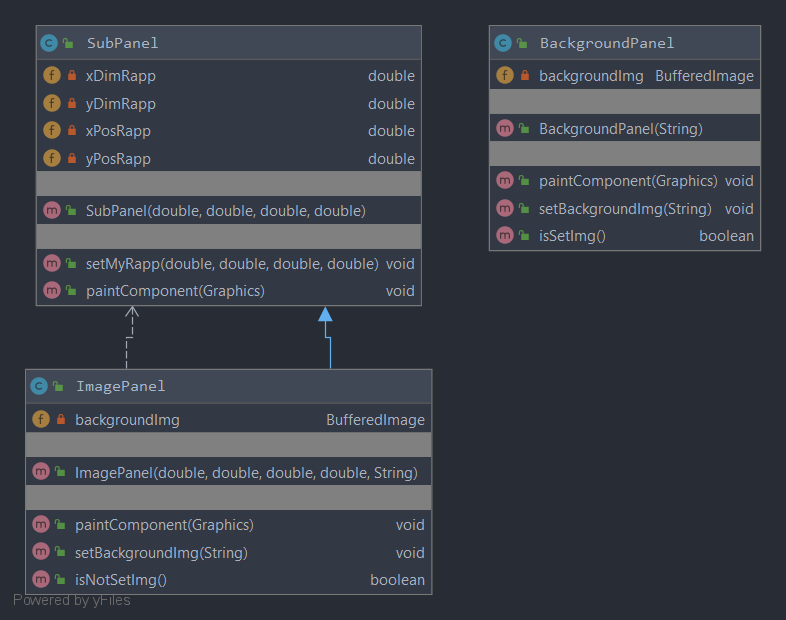 SubPanel
xDimRapp double
yDimRapp double
xPosRapp double
yPosRapp double
SubPanel(double, double, double, double)
setMyRapp(double, double, double, double) void
paintComponent(Graphics) void
BackgroundPanel
backgroundImg BufferedImage
BackgroundPanel(String)
paintComponent(Graphics) void
setBackgroundImg(String) void
isSetImg() boolean
ImagePanel
backgroundImg BufferedImage
ImagePanel(double, double, double, double, String)
paintComponent(Graphics) void
setBackgroundImg(String) void
isNotSetImg() boolean
Powered by yFiles